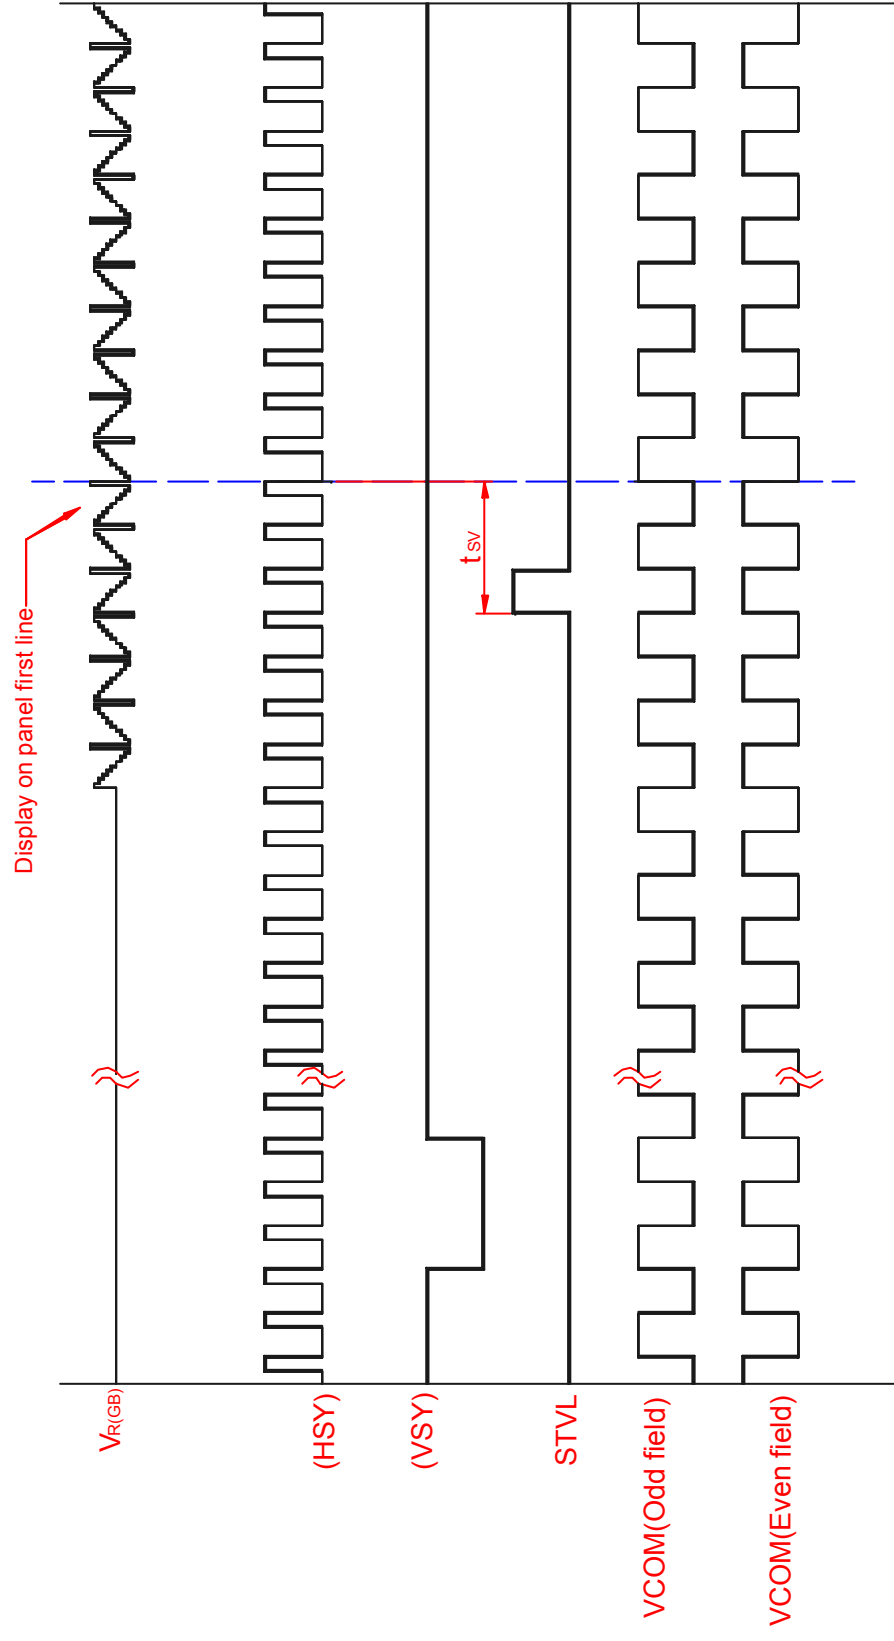 Display on panel first line
VR(GB)
(HSY)
(VSY)
tSV
STVL
VCOM(Odd field)
VCOM(Even field)